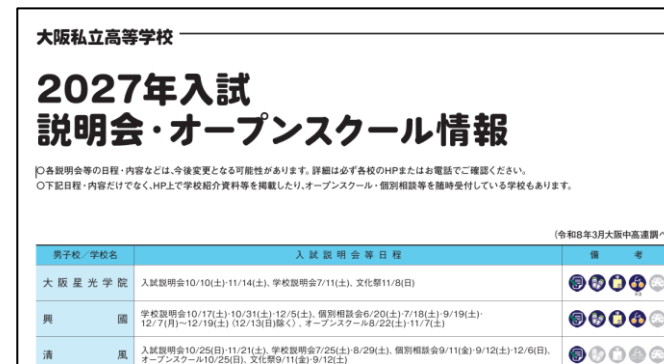 大阪私立高等学校
2027年入試
説明会・オープンスクール情報
○各説明会等の日程・内容などは、今後変更となる可能性があります。詳細は必ず各校のHPまたはお電話でご確認ください。
○下記日程・内容だけでなく、HP上で学校紹介資料等を掲載したり、オープンスクール・個別相談等を随時受付している学校もあります。
(令和8年3月大阪中高連調べ
男子校/学校名 入試説明会等日程 備考
大阪星光学院 入試説明会10/10(土)・11/14(土)、学校説明会7/11(土)、文化祭11/8(日)
興國 学校説明会10/17(土)・10/31(土)・12/5(土)、個別相談会6/20(土)・7/18(土)・9/19(土)・
12/7(月)〜12/19(土)(12/13(日)除く)、オープンスクール8/22(土)・11/7(土)
清風 入試説明会10/25(日)・11/21(土)、学校説明会7/25(土)・8/29(土)、個別相談会9/11(金)・9/12(土)・12/6(日)、
オープンスクール10/25(日)、文化祭9/11(金)・9/12(土)